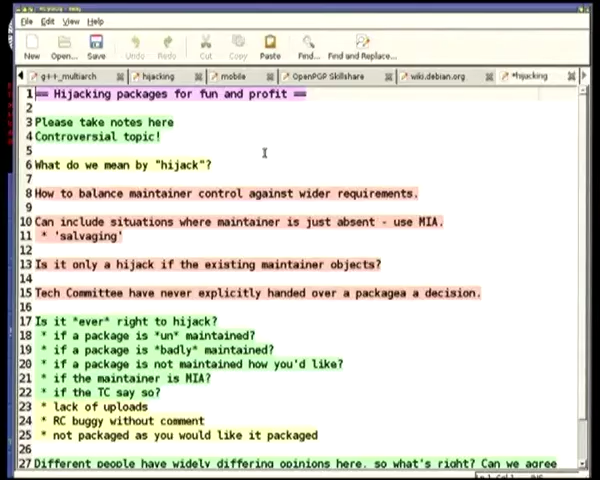 File Edit View Help
New Open... Save Undo Redo Cut Copy Paste Find... Find and Replace...
g++_multiarch hijacking mobile OpenPGP Skillshare wiki.debian.org *hijacking
1 == Hijacking packages for fun and profit ==
2
3 Please take notes here
4 Controversial topic!
5
6 What do we mean by "hijack"?
7
8 How to balance maintainer control against wider requirements.
9
10 Can include situations where maintainer is just absent - use MIA.
11 * 'salvaging'
12
13 Is it only a hijack if the existing maintainer objects?
14
15 Tech Committee have never explicitly handed over a packagea a decision.
16
17 Is it *ever* right to hijack?
18 * if a package is *un* maintained?
19 * if a package is *badly* maintained?
20 * if a package is not maintained how you'd like?
21 * if the maintainer is MIA?
22 * if the TC say so?
23 * lack of uploads
24 * RC buggy without comment
25 * not packaged as you would like it packaged
26
27 Different people have widely differing opinions here, so what's right? Can we agree